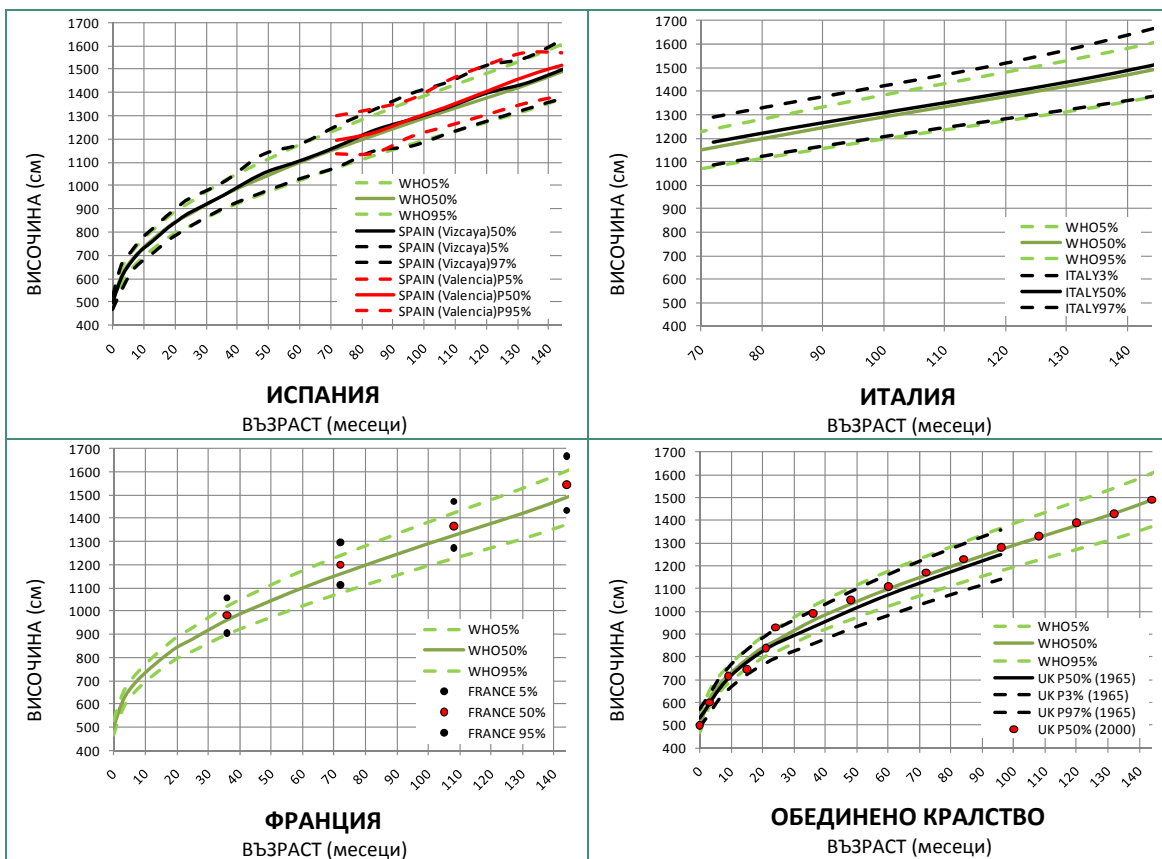 1700
1600
1500
1400
1300
1200
1100
1000
900
800
700
600
500
400
ВИСОЧИНА (см)
WHO5%
WHO50%
WHO95%
SPAIN (Vizcaya)50%
SPAIN (Vizcaya)5%
SPAIN (Vizcaya)97%
SPAIN (Valencia)P5%
SPAIN (Valencia)P50%
SPAIN (Valencia)P95%
0 10 20 30 40 50 60 70 80 90 100 110 120 130 140
ИСПАНИЯ
ВЪЗРАСТ (месеци)
1700
1600
1500
1400
1300
1200
1100
1000
900
800
700
600
500
400
ВИСОЧИНА (см)
WHO5%
WHO50%
WHO95%
ITALY3%
ITALY50%
ITALY97%
70 80 90 100 110 120 130 140
ИТАЛИЯ
ВЪЗРАСТ (месеци)
1700
1600
1500
1400
1300
1200
1100
1000
900
800
700
600
500
400
ВИСОЧИНА (см)
WHO5%
WHO50%
WHO95%
FRANCE 5%
FRANCE 50%
FRANCE 95%
0 10 20 30 40 50 60 70 80 90 100 110 120 130 140
ФРАНЦИЯ
ВЪЗРАСТ (месеци)
1700
1600
1500
1400
1300
1200
1100
1000
900
800
700
600
500
400
ВИСОЧИНА (см)
WHO5%
WHO50%
WHO95%
UK P50% (1965)
UK P3% (1965)
UK P97% (1965)
UK P50% (2000)
0 10 20 30 40 50 60 70 80 90 100 110 120 130 140
ОБЕДИНЕНО КРАЛСТВО
ВЪЗРАСТ (месеци)